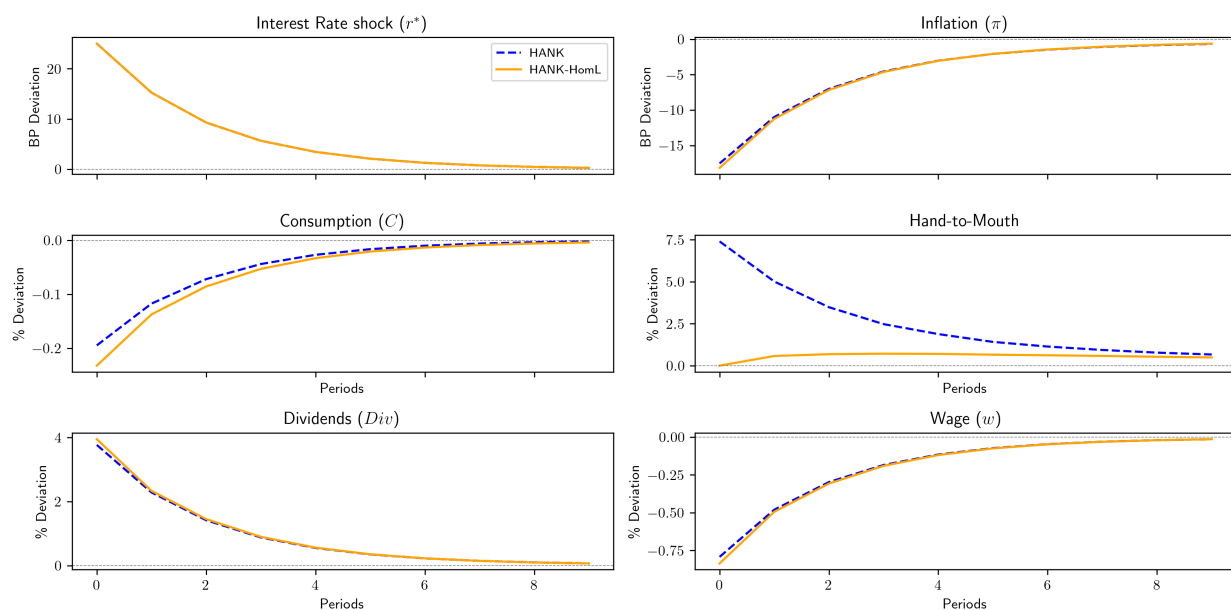 Interest Rate shock (r*)
BP Deviation
20
10
0
HANK
HANK-HomL
Inflation (π)
BP Deviation
0
−5
−10
−15
Consumption (C)
% Deviation
0.0
−0.1
−0.2
Periods
Hand-to-Mouth
% Deviation
7.5
5.0
2.5
0.0
Periods
Dividends (Div)
% Deviation
4
2
0
0 2 4 6 8
Periods
Wage (w)
% Deviation
0.00
−0.25
−0.50
−0.75
0 2 4 6 8
Periods